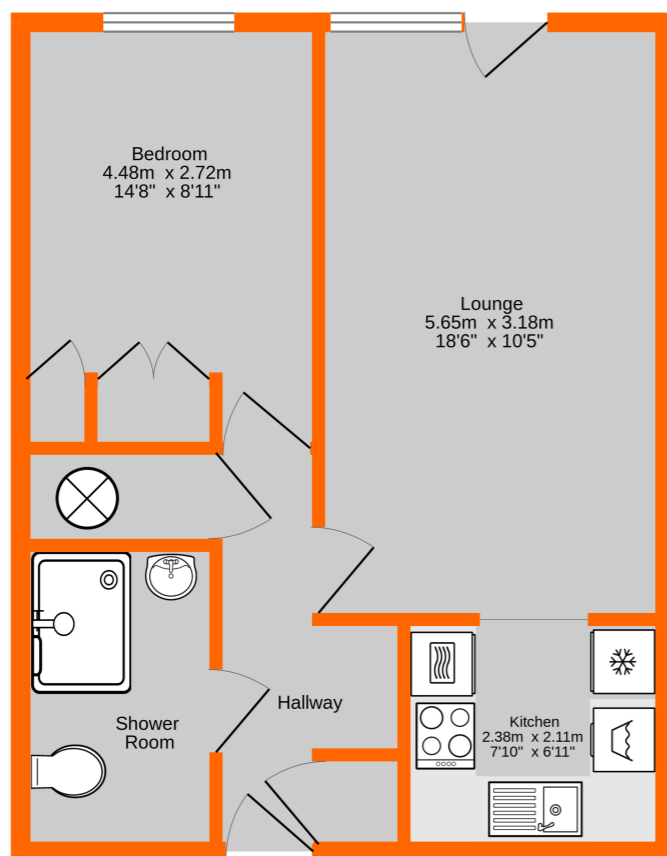 Bedroom
4.48m x 2.72m
14'8" x 8'11"
Lounge
5.65m x 3.18m
18'6" x 10'5"
Hallway
Shower
Room
Kitchen
2.38m x 2.11m
7'10" x 6'11"